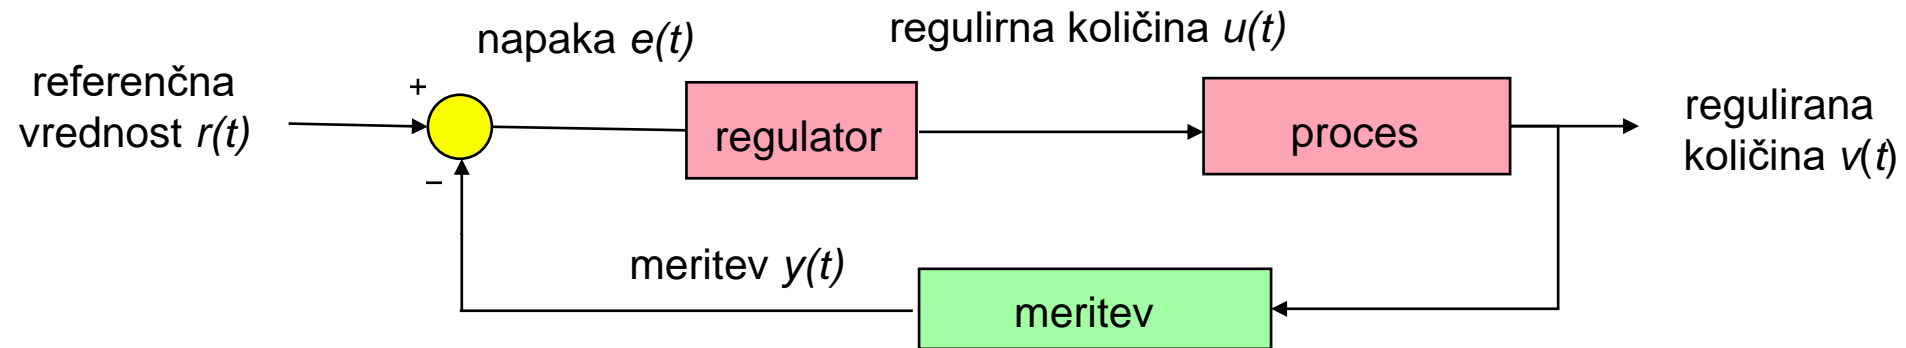 napaka e(t)
regulirna količina u(t)
referenčna
vrednost r(t)
+
−
regulator
proces
regulirana
količina v(t)
meritev y(t)
meritev